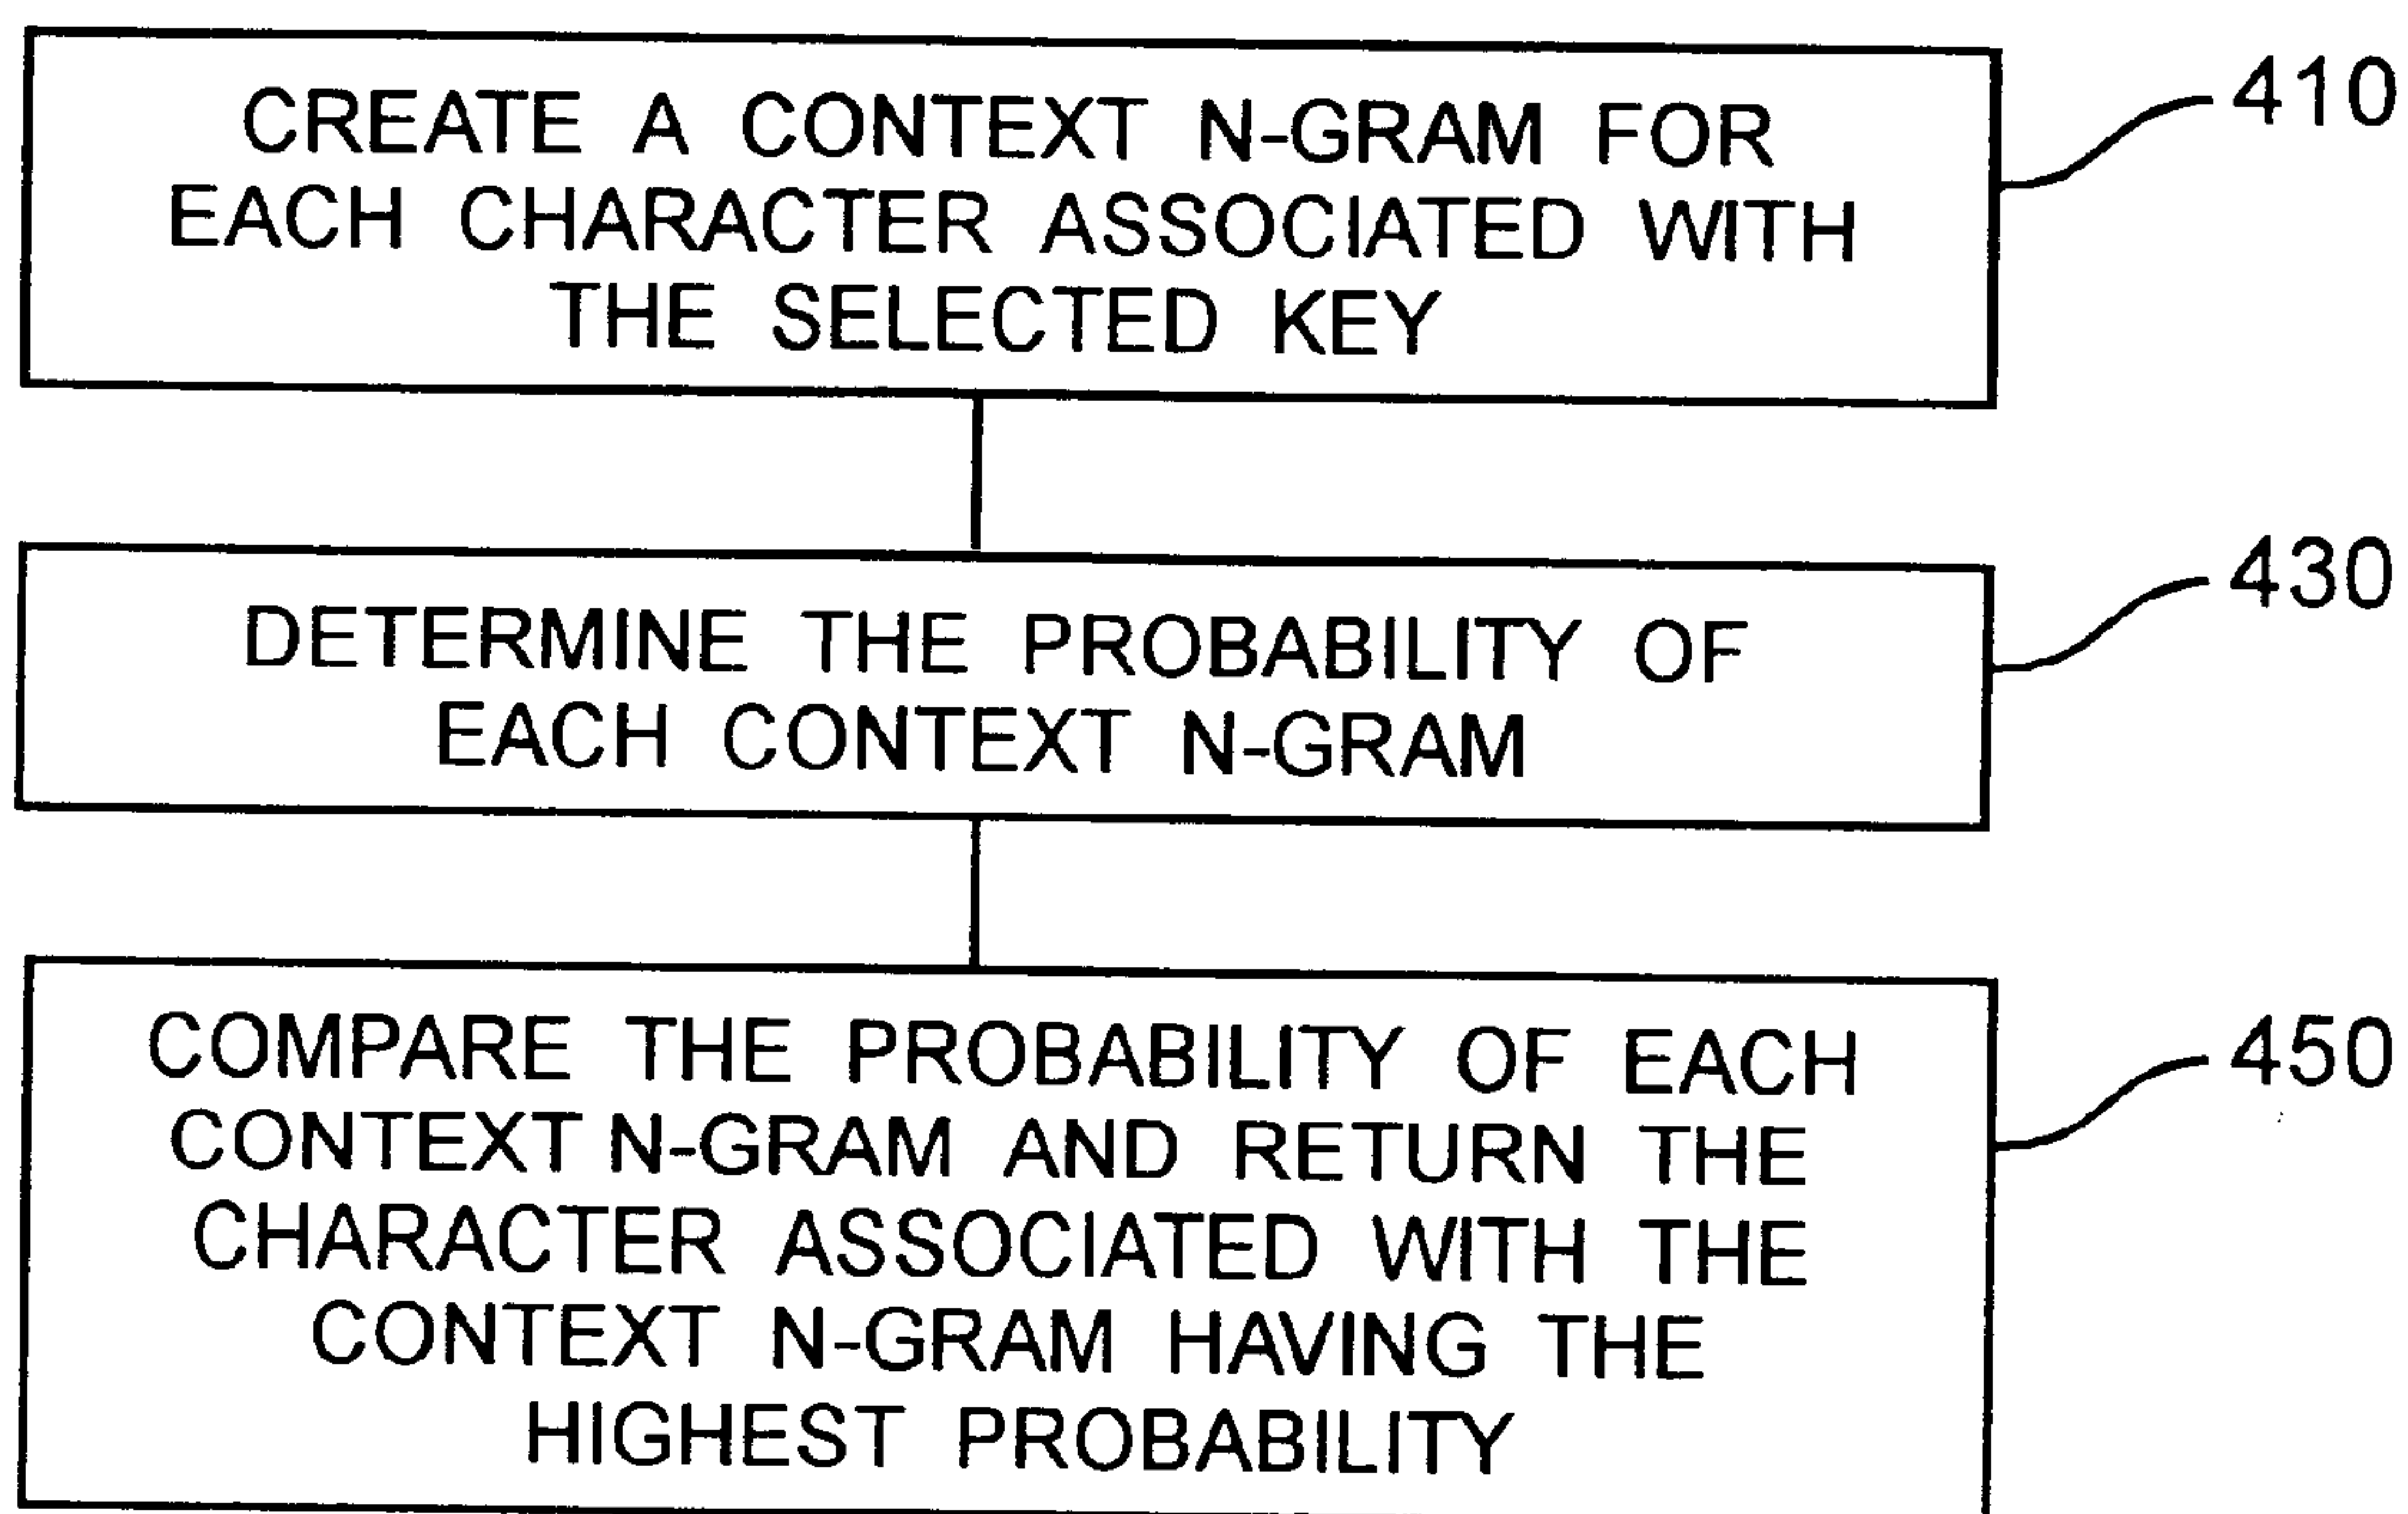 CREATE A CONTEXT N-GRAM FOR
EACH CHARACTER ASSOCIATED WITH
THE SELECTED KEY
410
DETERMINE THE PROBABILITY OF
EACH CONTEXT N-GRAM
430
COMPARE THE PROBABILITY OF EACH
CONTEXT N-GRAM AND RETURN THE
CHARACTER ASSOCIATED WITH THE
CONTEXT N-GRAM HAVING THE
HIGHEST PROBABILITY
450